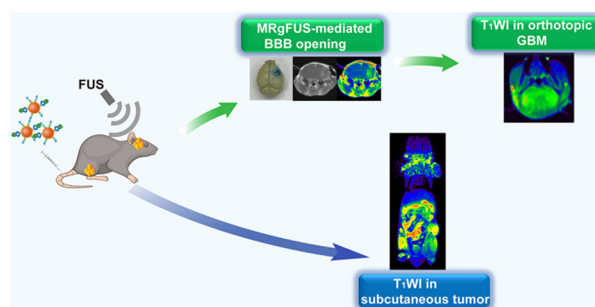 MRgFUS-mediated
BBB opening
T₁WI in orthotopic
GBM
FUS
T₁WI in
subcutaneous tumor